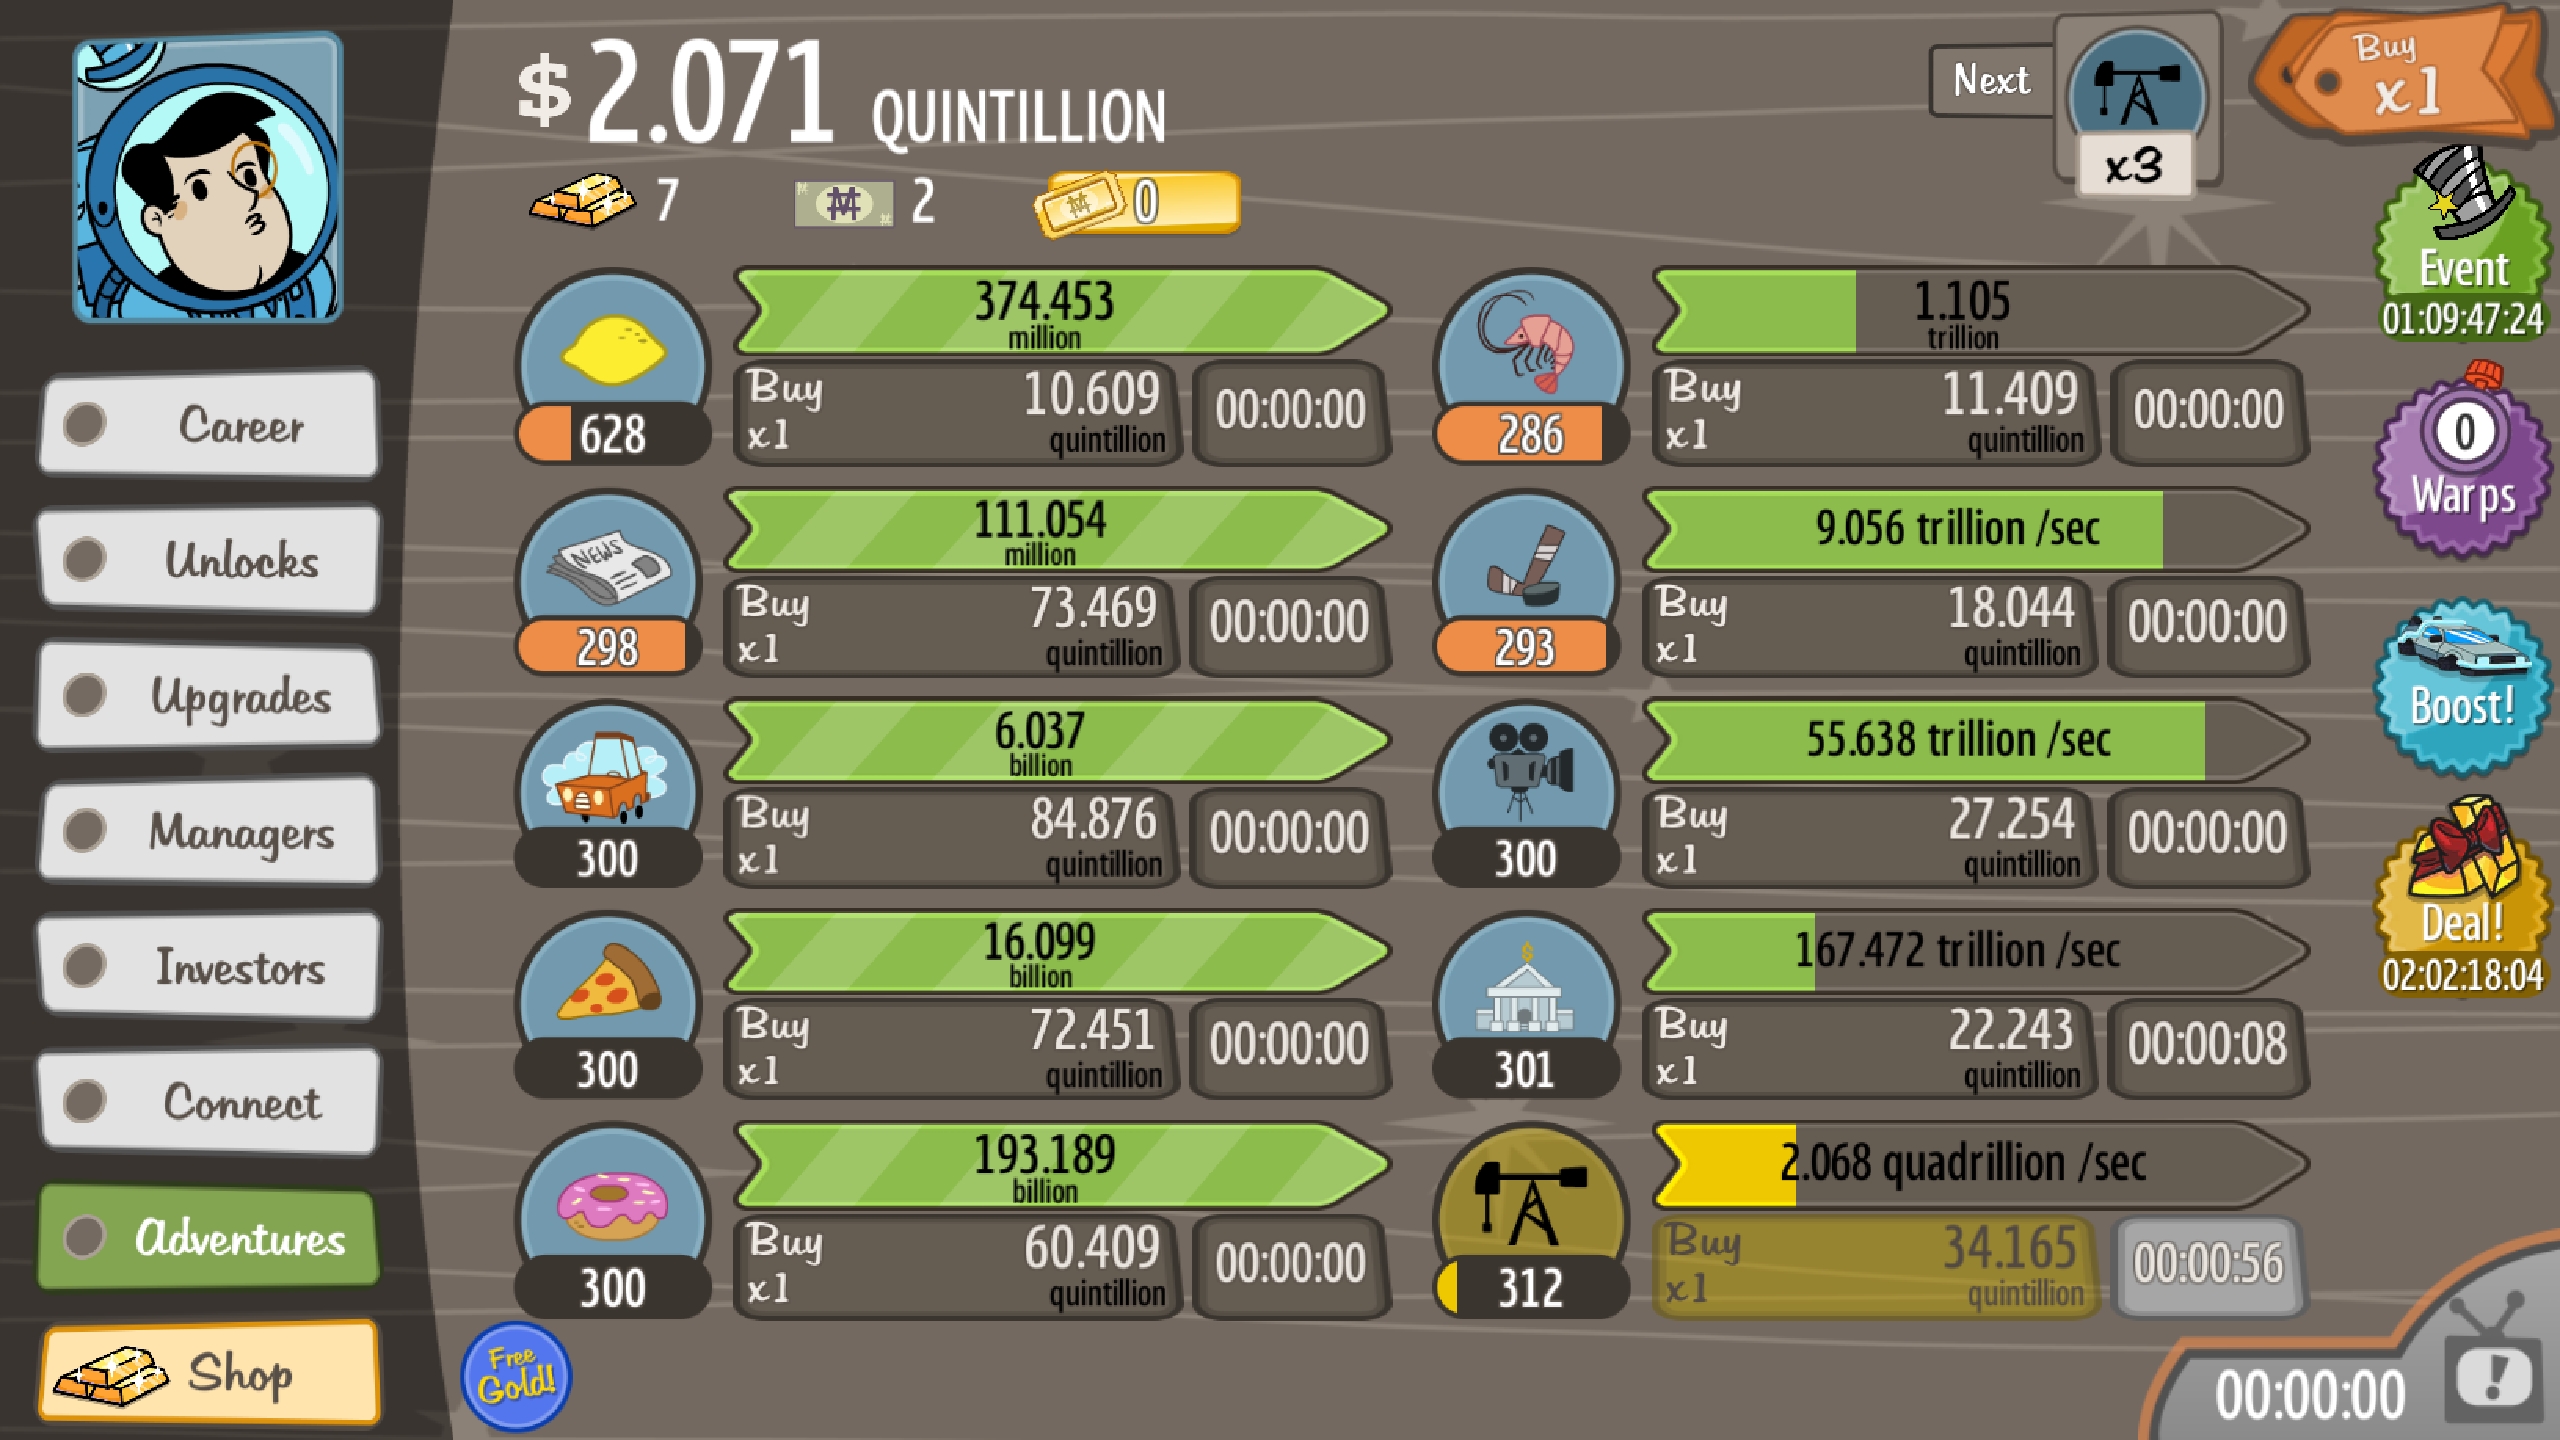 $2.071 QUINTILLION
Next
x3
Buy
x1
7
2
0
Event
01:09:47:24
0
Warps
Boost!
Deal!
02:02:18:04
Career
Unlocks
Upgrades
Managers
Investors
Connect
Adventures
Shop
374.453
million
628
Buy
x1
10.609
quintillion
00:00:00
NEWS
111.054
million
298
Buy
x1
73.469
quintillion
00:00:00
6.037
billion
300
Buy
x1
84.876
quintillion
00:00:00
16.099
billion
300
Buy
x1
72.451
quintillion
00:00:00
193.189
billion
300
Buy
x1
60.409
quintillion
00:00:00
1.105
trillion
286
Buy
x1
11.409
quintillion
00:00:00
9.056 trillion /sec
293
Buy
x1
18.044
quintillion
00:00:00
55.638 trillion /sec
300
Buy
x1
27.254
quintillion
00:00:00
167.472 trillion /sec
301
Buy
x1
22.243
quintillion
00:00:08
2.068 quadrillion /sec
312
Buy
x1
34.165
quintillion
00:00:56
Free
Gold!
00:00:00
!